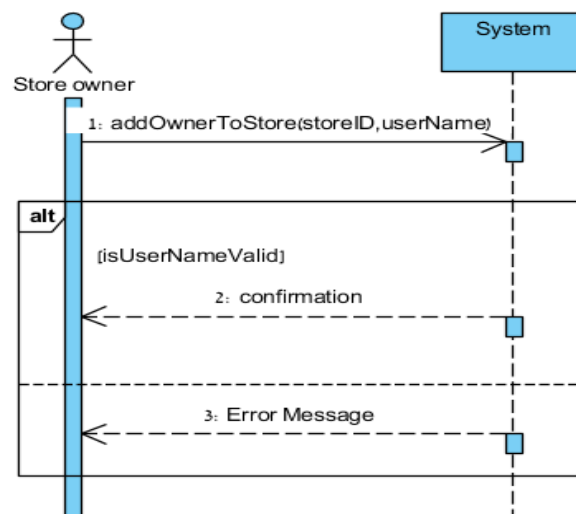 System
Store owner
1: addOwnerToStore(storeID,userName)
alt
[isUserNameValid]
2: confirmation
3: Error Message